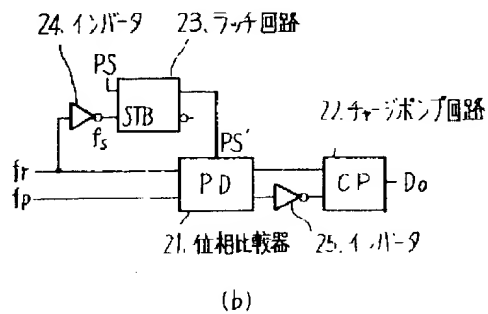 24.インバータ
23.ラッチ回路
PS
STB
fs
PS'
22.チャージポンプ回路
fr
PD
CP
Do
fp
21.位相比較器
25.インバータ
(b)